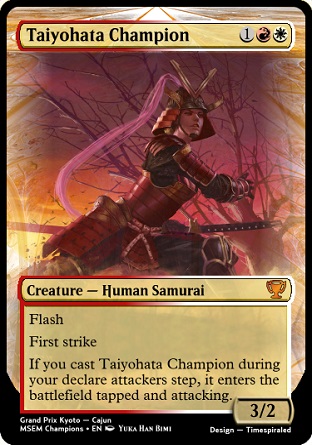 Taiyohata Champion 1
Creature — Human Samurai
Flash
First strike
If you cast Taiyohata Champion during
your declare attackers step, it enters the
battlefield tapped and attacking.
3/2
Grand Prix Kyoto — Cajun
MSEM Champions • EN Yuka Han Bimi
Design — Timespiraled